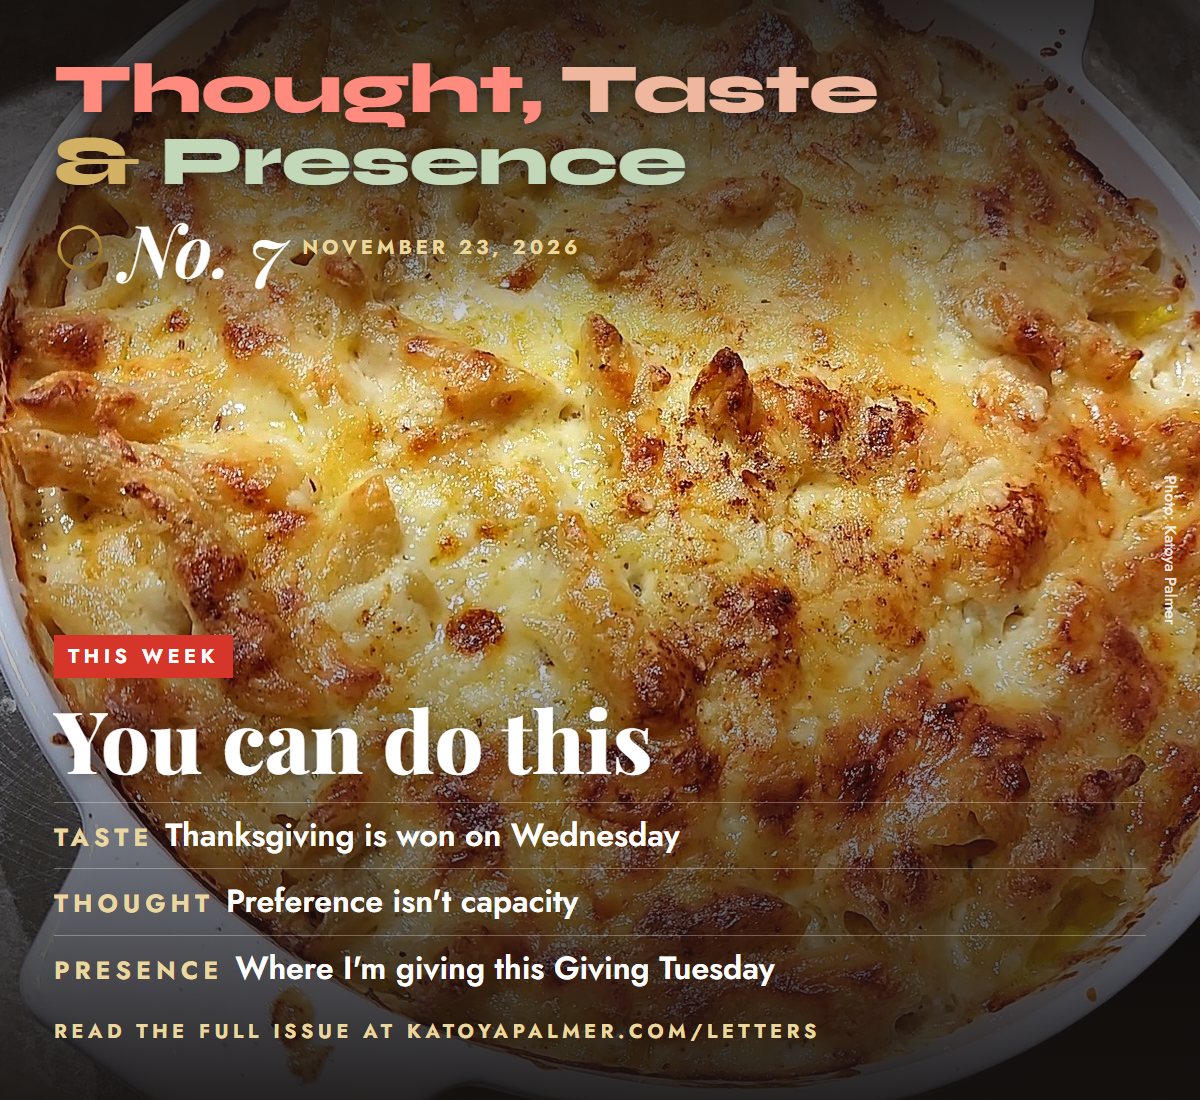 Thought, Taste
& Presence
No. 7 NOVEMBER 23, 2026
Photo: Katoya Palmer
THIS WEEK
You can do this
TASTE Thanksgiving is won on Wednesday
THOUGHT Preference isn't capacity
PRESENCE Where I'm giving this Giving Tuesday
READ THE FULL ISSUE AT KATOYAPALMER.COM/LETTERS